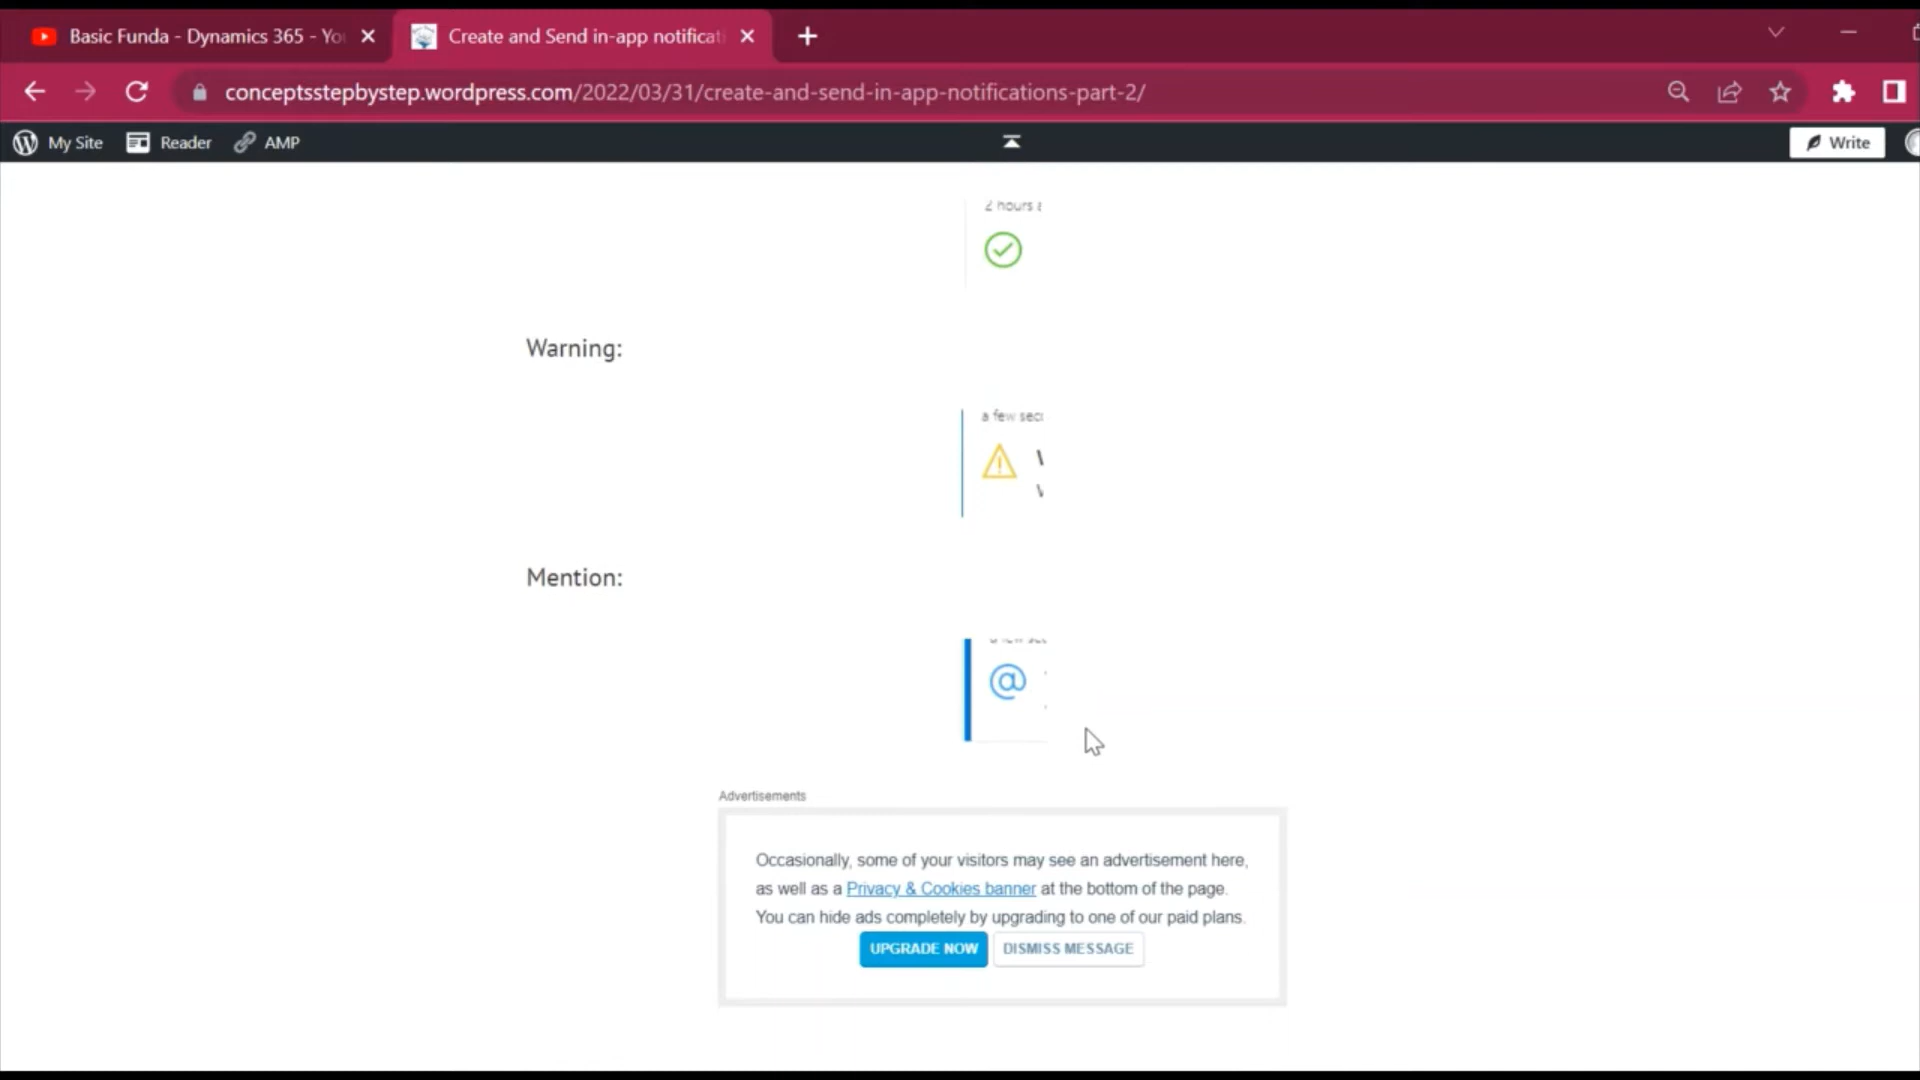 Basic Funda - Dynamics 365 - Yo
Create and Send in-app notificat
conceptsstepbystep.wordpress.com/2022/03/31/create-and-send-in-app-notifications-part-2/
My Site
Reader
AMP
Write
2 hours
Warning:
a few sec
Mention:
@
Advertisements
Occasionally, some of your visitors may see an advertisement here,
as well as a Privacy & Cookies banner at the bottom of the page.
You can hide ads completely by upgrading to one of our paid plans.
UPGRADE NOW
DISMISS MESSAGE